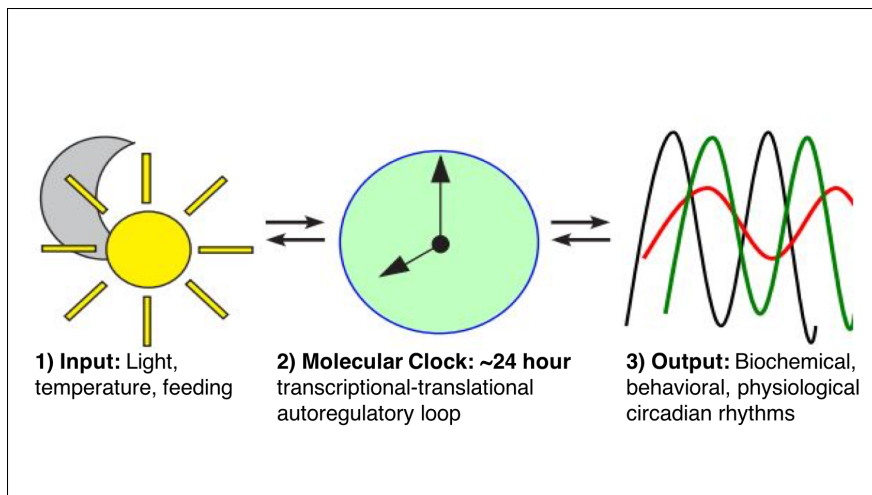 1) Input: Light,
temperature, feeding
2) Molecular Clock: ~24 hour
transcriptional-translational
autoregulatory loop
3) Output: Biochemical,
behavioral, physiological
circadian rhythms